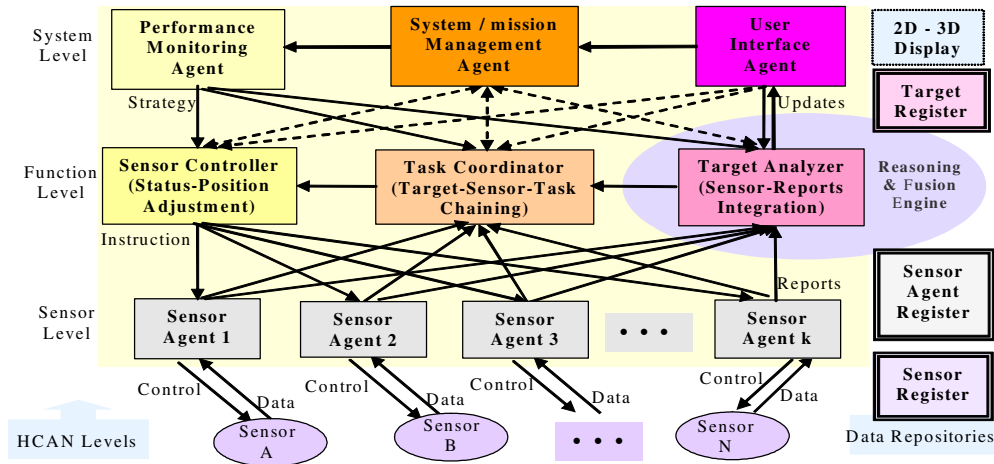 System
Level
Performance
Monitoring
Agent
System / mission
Management
Agent
User
Interface
Agent
2D - 3D
Display
Strategy
Updates
Target
Register
Function
Level
Sensor Controller
(Status-Position
Adjustment)
Task Coordinator
(Target-Sensor-Task
Chaining)
Target Analyzer
(Sensor-Reports
Integration)
Reasoning
& Fusion
Engine
Instruction
Reports
Sensor
Agent
Register
Sensor
Level
Sensor
Agent 1
Sensor
Agent 2
Sensor
Agent 3
• • •
Sensor
Agent k
Control
Data
Control
Data
Control
Data
Control
Data
Sensor
Register
HCAN Levels
Sensor
A
Sensor
B
• • •
Sensor
N
Data Repositories